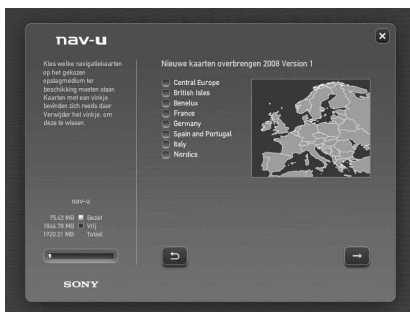 nav-u
Kies welke navigatiekaarten
op het gekozen
opslagmedium ter
beschikking moeten staan.
Kaarten met een vinkje
bevinden zich reeds daar
Verwijder het vinkje, om
deze te wissen.
nav-u
75.43 MB Bezet
1844.78 MB Vrij
1920.21 MB Totaal
SONY
Nieuwe kaarten overbrengen 2008 Version 1
Central Europe
British Isles
Benelux
France
Germany
Spain and Portugal
Italy
Nordics